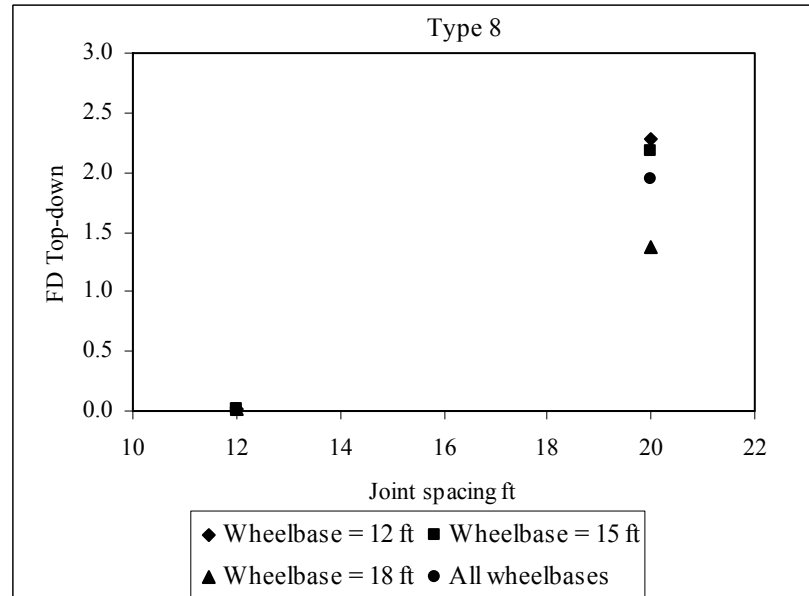 Type 8
3.0
2.5
2.0
1.5
1.0
0.5
0.0
FD Top-down
10 12 14 16 18 20 22
Joint spacing ft
Wheelbase = 12 ft Wheelbase = 15 ft
Wheelbase = 18 ft All wheelbases